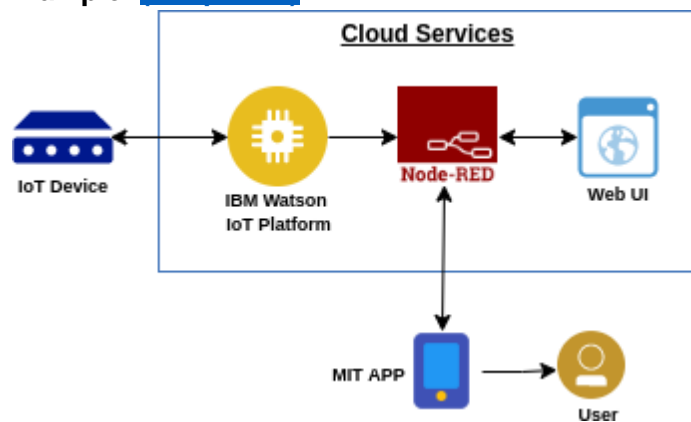 Cloud Services
IoT Device
IBM Watson
IoT Platform
Node-RED
Web UI
MIT APP
User